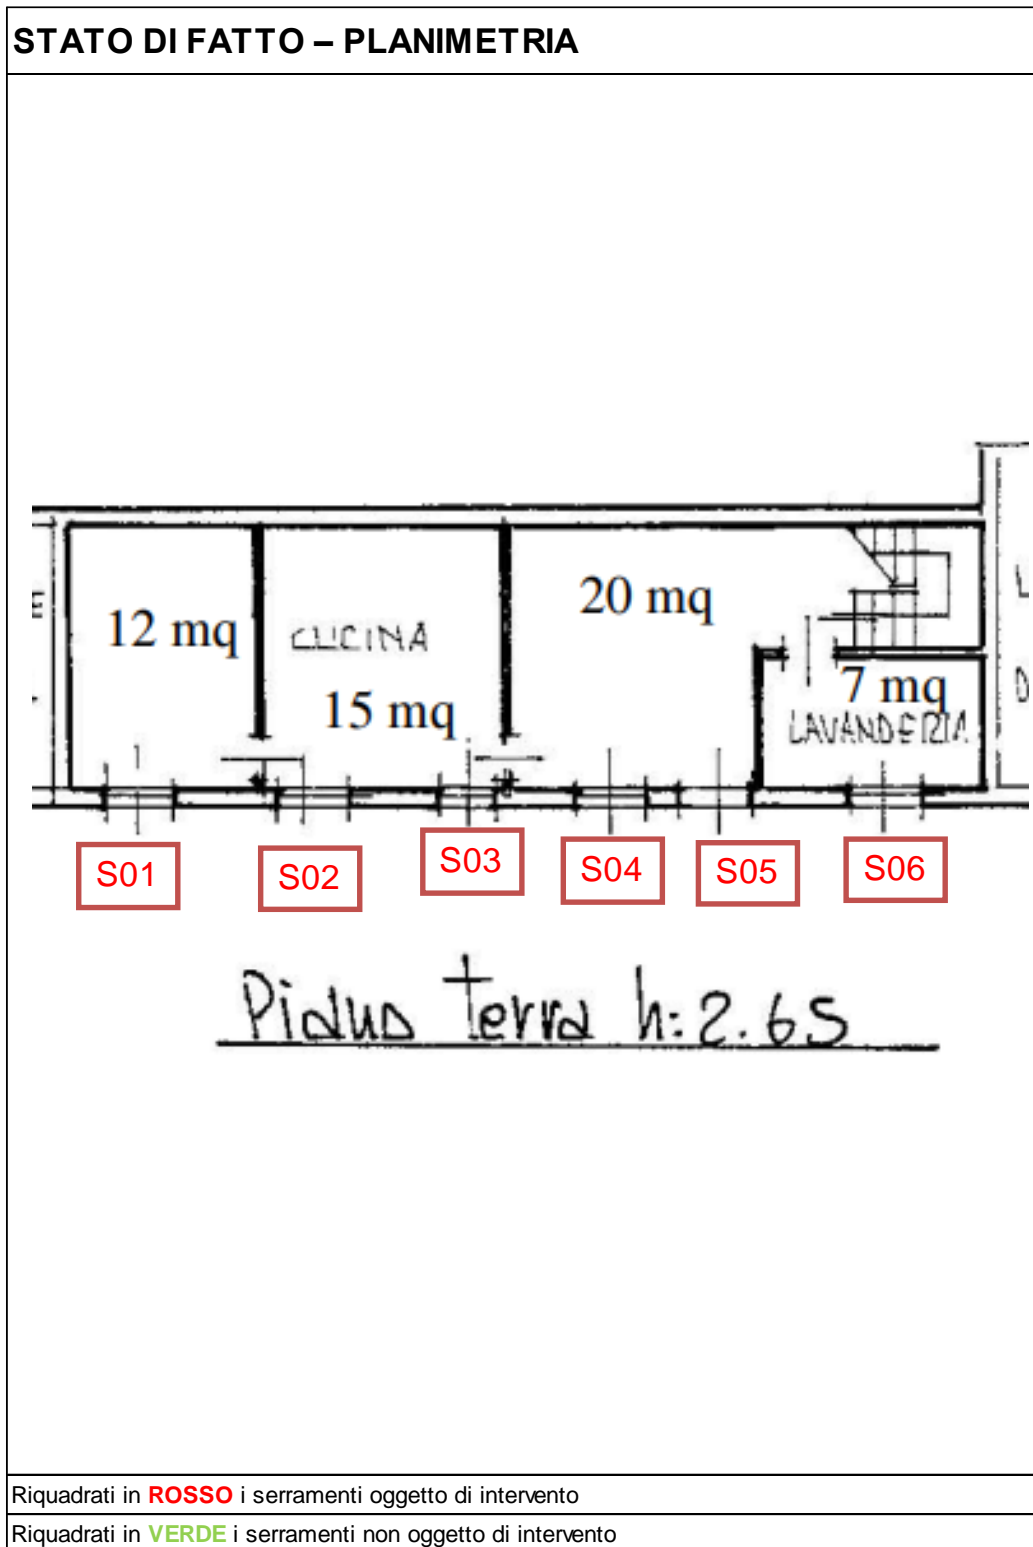 STATO DI FATTO – PLANIMETRIA
20 mq
12 mq
CUCINA
7 mq
15 mq
LAVANDERIA
S01
S02
S03
S04
S05
S06
Piano terra h: 2.65
Riquadrati in ROSSO i serramenti oggetto di intervento
Riquadrati in VERDE i serramenti non oggetto di intervento